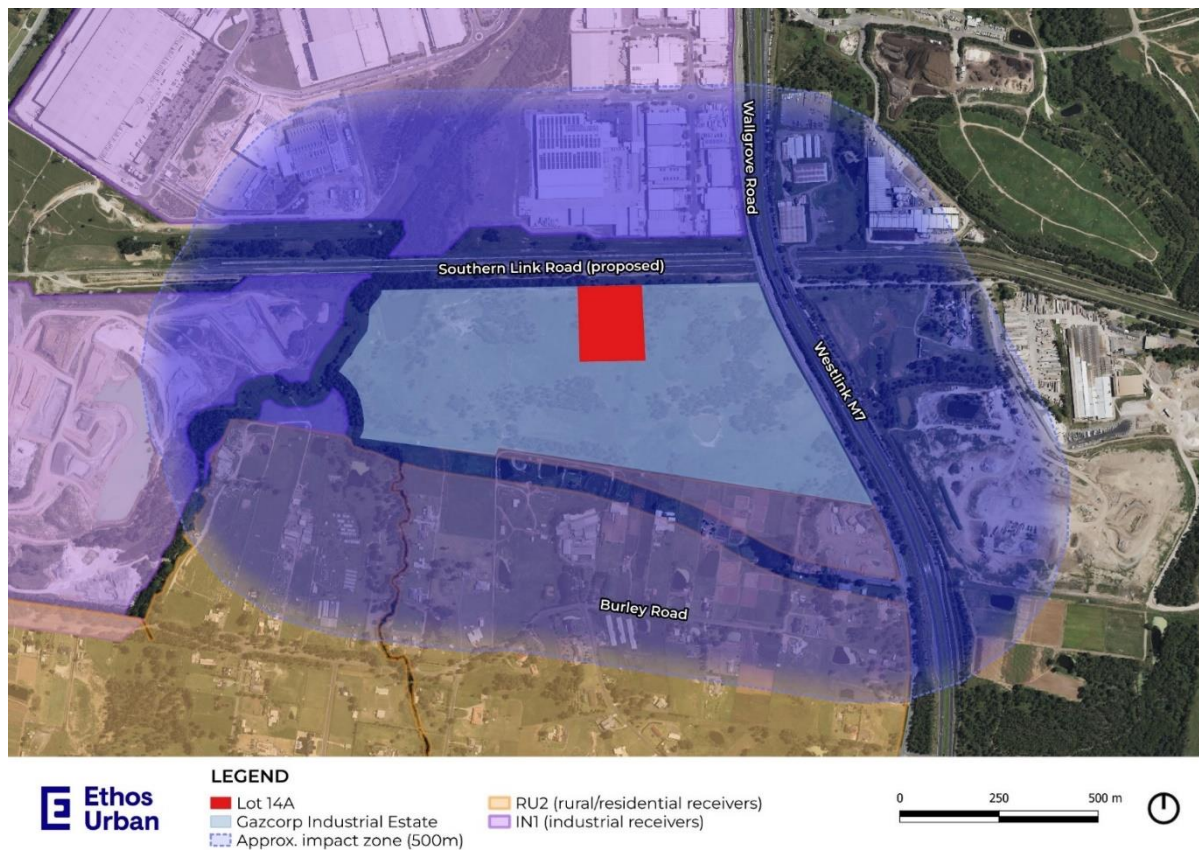 Wallgrove Road
Southern Link Road (proposed)
Westlink M7
Burley Road
Ethos
Urban
LEGEND
Lot 14A
Gazcorp Industrial Estate
Approx. impact zone (500m)
RU2 (rural/residential receivers)
IN1 (industrial receivers)
0 250 500 m